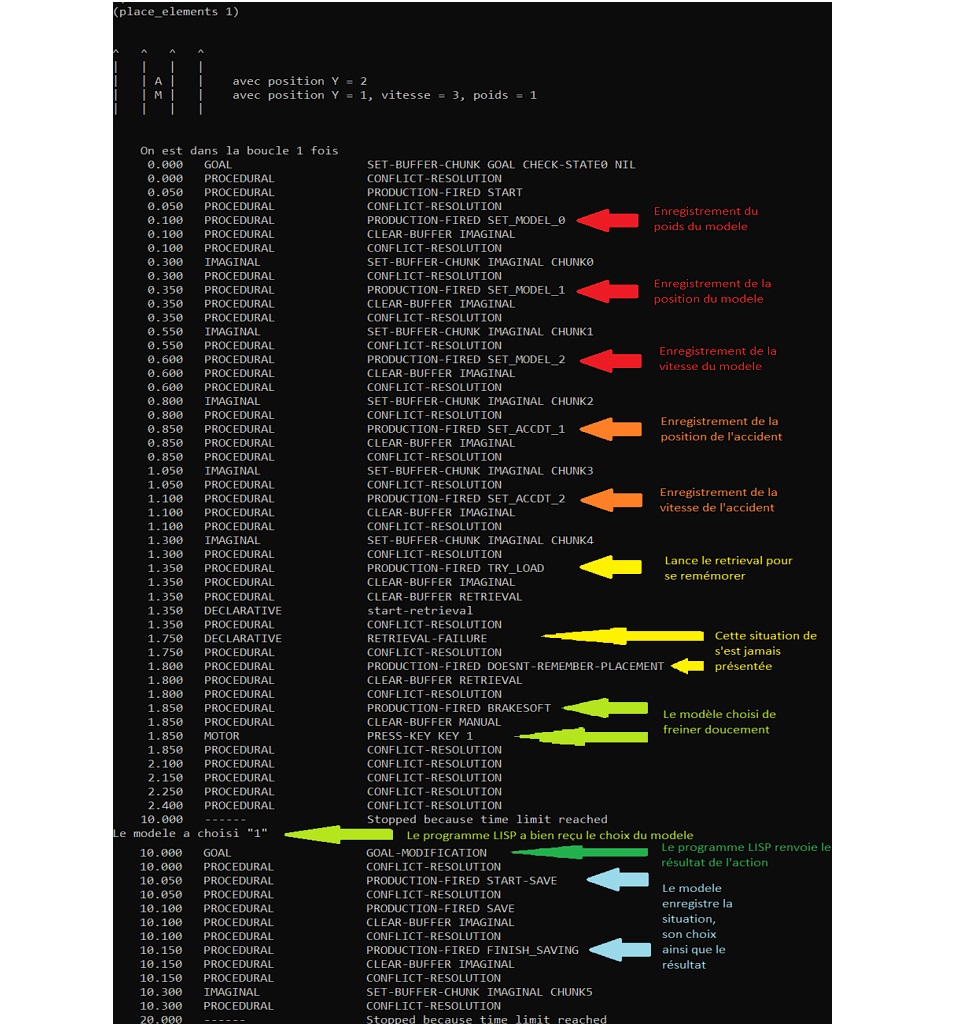 (place_elements 1)
^ ^ ^ ^
| | | |
| | A | | avec position Y = 2
| | M | | avec position Y = 1, vitesse = 3, poids = 1
| | | |
On est dans la boucle 1 fois
0.000 GOAL SET-BUFFER-CHUNK GOAL CHECK-STATE0 NIL
0.000 PROCEDURAL CONFLICT-RESOLUTION
0.050 PROCEDURAL PRODUCTION-FIRED START
0.050 PROCEDURAL CONFLICT-RESOLUTION
0.100 PROCEDURAL PRODUCTION-FIRED SET_MODEL_0
Enregistrement du
poids du modele
0.100 PROCEDURAL CLEAR-BUFFER IMAGINAL
0.100 PROCEDURAL CONFLICT-RESOLUTION
0.300 IMAGINAL SET-BUFFER-CHUNK IMAGINAL CHUNK0
0.300 PROCEDURAL CONFLICT-RESOLUTION
0.350 PROCEDURAL PRODUCTION-FIRED SET_MODEL_1
Enregistrement de la
position du modele
0.350 PROCEDURAL CLEAR-BUFFER IMAGINAL
0.350 PROCEDURAL CONFLICT-RESOLUTION
0.550 IMAGINAL SET-BUFFER-CHUNK IMAGINAL CHUNK1
0.550 PROCEDURAL CONFLICT-RESOLUTION
0.600 PROCEDURAL PRODUCTION-FIRED SET_MODEL_2
Enregistrement de la
vitesse du modele
0.600 PROCEDURAL CLEAR-BUFFER IMAGINAL
0.600 PROCEDURAL CONFLICT-RESOLUTION
0.800 IMAGINAL SET-BUFFER-CHUNK IMAGINAL CHUNK2
0.800 PROCEDURAL CONFLICT-RESOLUTION
0.850 PROCEDURAL PRODUCTION-FIRED SET_ACCDT_1
Enregistrement de la
position de l'accident
0.850 PROCEDURAL CLEAR-BUFFER IMAGINAL
0.850 PROCEDURAL CONFLICT-RESOLUTION
1.050 IMAGINAL SET-BUFFER-CHUNK IMAGINAL CHUNK3
1.050 PROCEDURAL CONFLICT-RESOLUTION
1.100 PROCEDURAL PRODUCTION-FIRED SET_ACCDT_2
Enregistrement de la
vitesse de l'accident
1.100 PROCEDURAL CLEAR-BUFFER IMAGINAL
1.100 PROCEDURAL CONFLICT-RESOLUTION
1.300 IMAGINAL SET-BUFFER-CHUNK IMAGINAL CHUNK4
1.300 PROCEDURAL CONFLICT-RESOLUTION
1.350 PROCEDURAL PRODUCTION-FIRED TRY_LOAD
Lance le retrieval pour
se remémorer
1.350 PROCEDURAL CLEAR-BUFFER IMAGINAL
1.350 PROCEDURAL CLEAR-BUFFER RETRIEVAL
1.350 DECLARATIVE start-retrieval
1.350 PROCEDURAL CONFLICT-RESOLUTION
1.750 DECLARATIVE RETRIEVAL-FAILURE
1.750 PROCEDURAL CONFLICT-RESOLUTION
1.800 PROCEDURAL PRODUCTION-FIRED DOESNT-REMEMBER-PLACEMENT
Cette situation de
s'est jamais
présentée
1.800 PROCEDURAL CLEAR-BUFFER RETRIEVAL
1.800 PROCEDURAL CONFLICT-RESOLUTION
1.850 PROCEDURAL PRODUCTION-FIRED BRAKESOFT
1.850 PROCEDURAL CLEAR-BUFFER MANUAL
1.850 MOTOR PRESS-KEY KEY 1
Le modèle choisi de
freiner doucement
1.850 PROCEDURAL CONFLICT-RESOLUTION
2.100 PROCEDURAL CONFLICT-RESOLUTION
2.150 PROCEDURAL CONFLICT-RESOLUTION
2.250 PROCEDURAL CONFLICT-RESOLUTION
2.400 PROCEDURAL CONFLICT-RESOLUTION
10.000 ------ Stopped because time limit reached
Le modele a choisi "1"
Le programme LISP a bien reçu le choix du modele
10.000 GOAL GOAL-MODIFICATION
Le programme LISP renvoie le
résultat de l'action
10.000 PROCEDURAL CONFLICT-RESOLUTION
10.050 PROCEDURAL PRODUCTION-FIRED START-SAVE
10.050 PROCEDURAL CONFLICT-RESOLUTION
10.100 PROCEDURAL PRODUCTION-FIRED SAVE
10.100 PROCEDURAL CLEAR-BUFFER IMAGINAL
10.100 PROCEDURAL CONFLICT-RESOLUTION
10.150 PROCEDURAL PRODUCTION-FIRED FINISH_SAVING
Le modele
enregistre la
situation,
son choix
ainsi que le
résultat
10.150 PROCEDURAL CLEAR-BUFFER IMAGINAL
10.150 PROCEDURAL CONFLICT-RESOLUTION
10.300 IMAGINAL SET-BUFFER-CHUNK IMAGINAL CHUNK5
10.300 PROCEDURAL CONFLICT-RESOLUTION
20.000 ------ Stopped because time limit reached